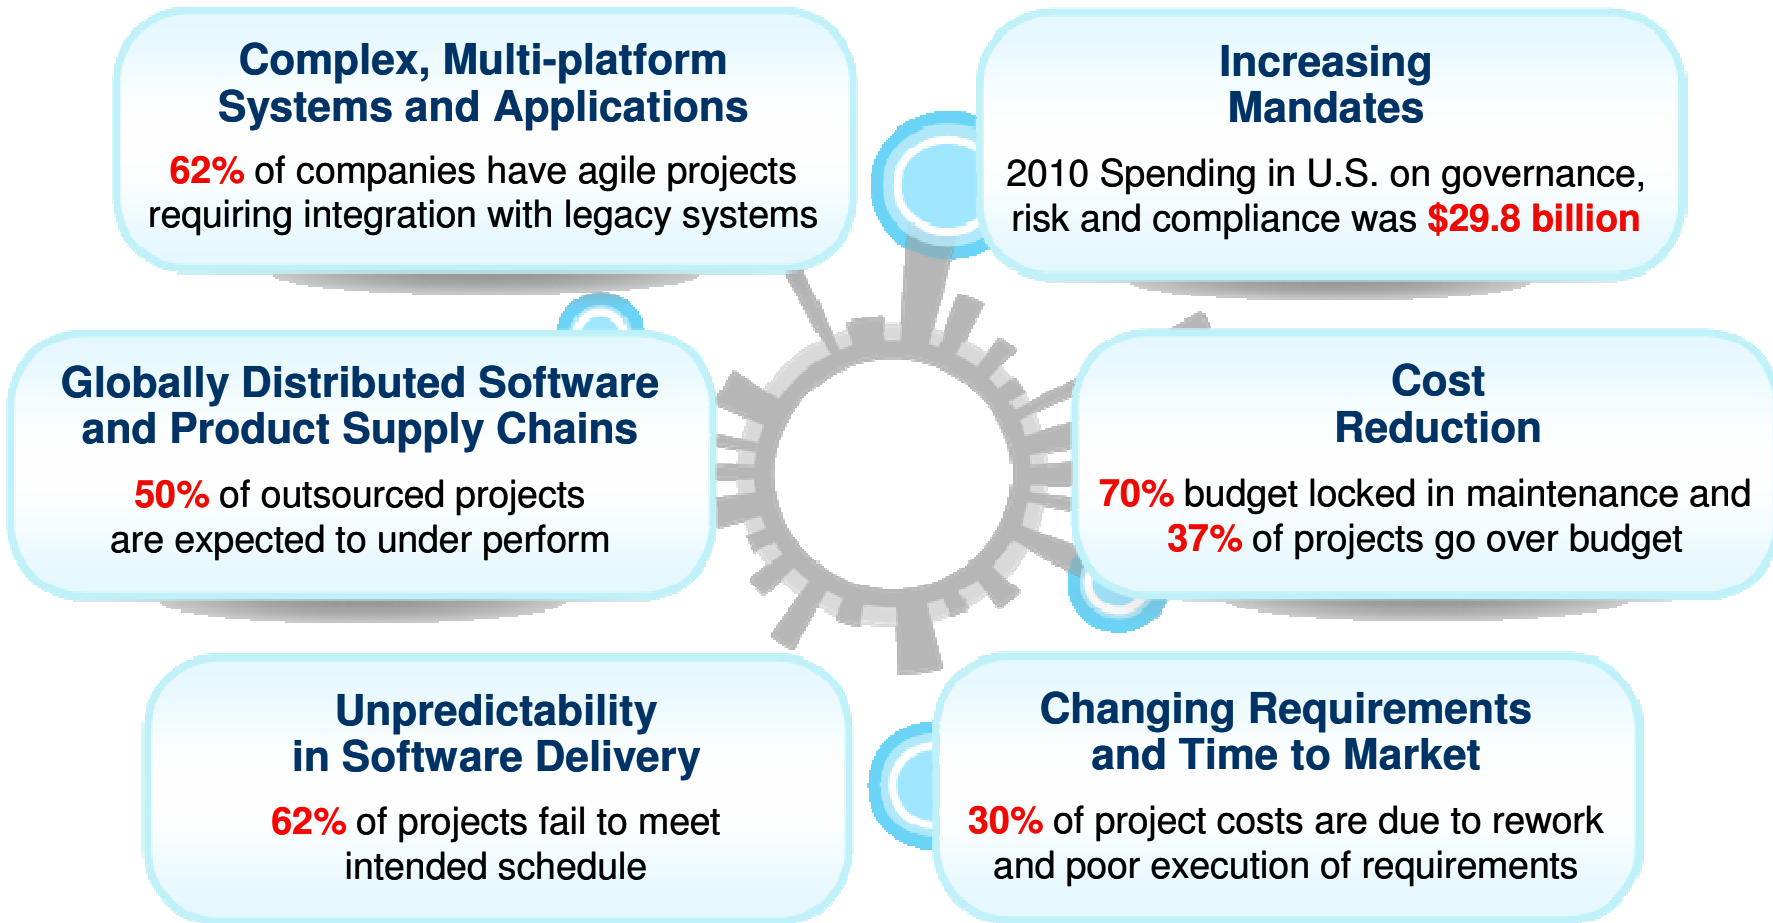 Complex, Multi-platform
Systems and Applications
62% of companies have agile projects
requiring integration with legacy systems
Increasing
Mandates
2010 Spending in U.S. on governance,
risk and compliance was $29.8 billion
Globally Distributed Software
and Product Supply Chains
50% of outsourced projects
are expected to under perform
Cost
Reduction
70% budget locked in maintenance and
37% of projects go over budget
Unpredictability
in Software Delivery
62% of projects fail to meet
intended schedule
Changing Requirements
and Time to Market
30% of project costs are due to rework
and poor execution of requirements